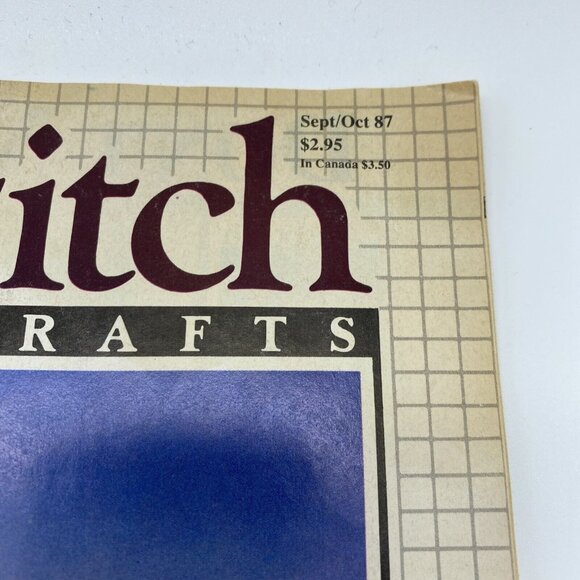 Sept/Oct 87
$2.95
In Canada $3.50
itch
RAFTS